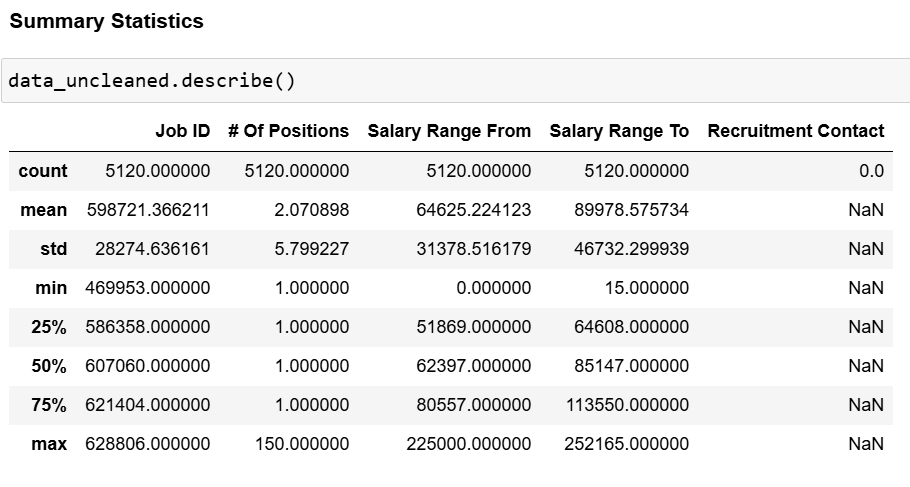 Summary Statistics
data_uncleaned.describe()
Job ID # Of Positions Salary Range From Salary Range To Recruitment Contact
count 5120.000000 5120.000000 5120.000000 5120.000000 0.0
mean 598721.366211 2.070898 64625.224123 89978.575734 NaN
std 28274.636161 5.799227 31378.516179 46732.299939 NaN
min 469953.000000 1.000000 0.000000 15.000000 NaN
25% 586358.000000 1.000000 51869.000000 64608.000000 NaN
50% 607060.000000 1.000000 62397.000000 85147.000000 NaN
75% 621404.000000 1.000000 80557.000000 113550.000000 NaN
max 628806.000000 150.000000 225000.000000 252165.000000 NaN